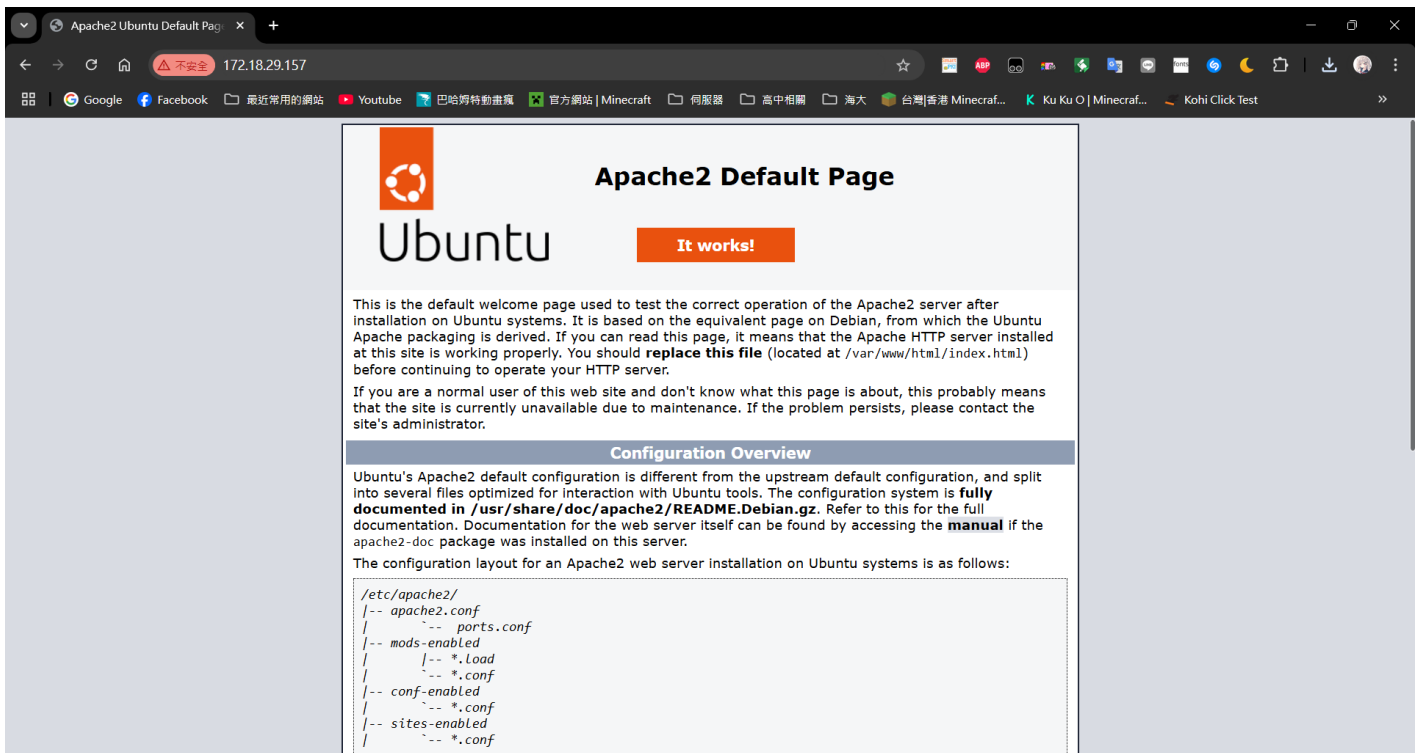 Apache2 Ubuntu Default Pag
不安全 172.18.29.157
Google Facebook 最近常用的網站 Youtube 巴哈姆特動畫瘋 官方網站 | Minecraft 伺服器 高中相關 海大 台灣|香港 Minecraf... Ku Ku O | Minecraf... Kohi Click Test
Ubuntu
Apache2 Default Page
It works!
This is the default welcome page used to test the correct operation of the Apache2 server after
installation on Ubuntu systems. It is based on the equivalent page on Debian, from which the Ubuntu
Apache packaging is derived. If you can read this page, it means that the Apache HTTP server installed
at this site is working properly. You should replace this file (located at /var/www/html/index.html)
before continuing to operate your HTTP server.
If you are a normal user of this web site and don't know what this page is about, this probably means
that the site is currently unavailable due to maintenance. If the problem persists, please contact the
site's administrator.
Configuration Overview
Ubuntu's Apache2 default configuration is different from the upstream default configuration, and split
into several files optimized for interaction with Ubuntu tools. The configuration system is fully
documented in /usr/share/doc/apache2/README.Debian.gz. Refer to this for the full
documentation. Documentation for the web server itself can be found by accessing the manual if the
apache2-doc package was installed on this server.
The configuration layout for an Apache2 web server installation on Ubuntu systems is as follows:
/etc/apache2/
|-- apache2.conf
|       `--  ports.conf
|-- mods-enabled
|       |-- *.load
|       `-- *.conf
|-- conf-enabled
|       `-- *.conf
|-- sites-enabled
|       `-- *.conf